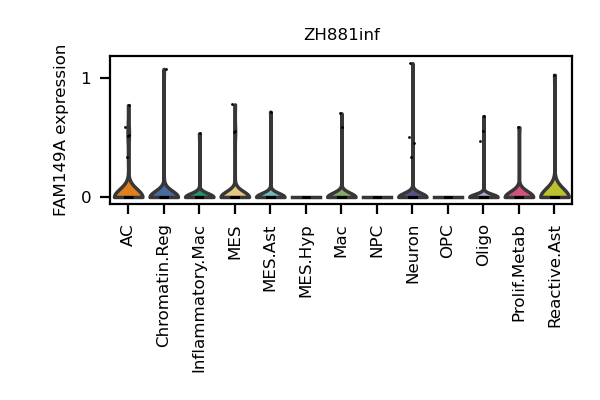 ZH881inf
FAM149A expression
1
0
AC
Chromatin.Reg
Inflammatory.Mac
MES
MES.Ast
MES.Hyp
Mac
NPC
Neuron
OPC
Oligo
Prolif.Metab
Reactive.Ast